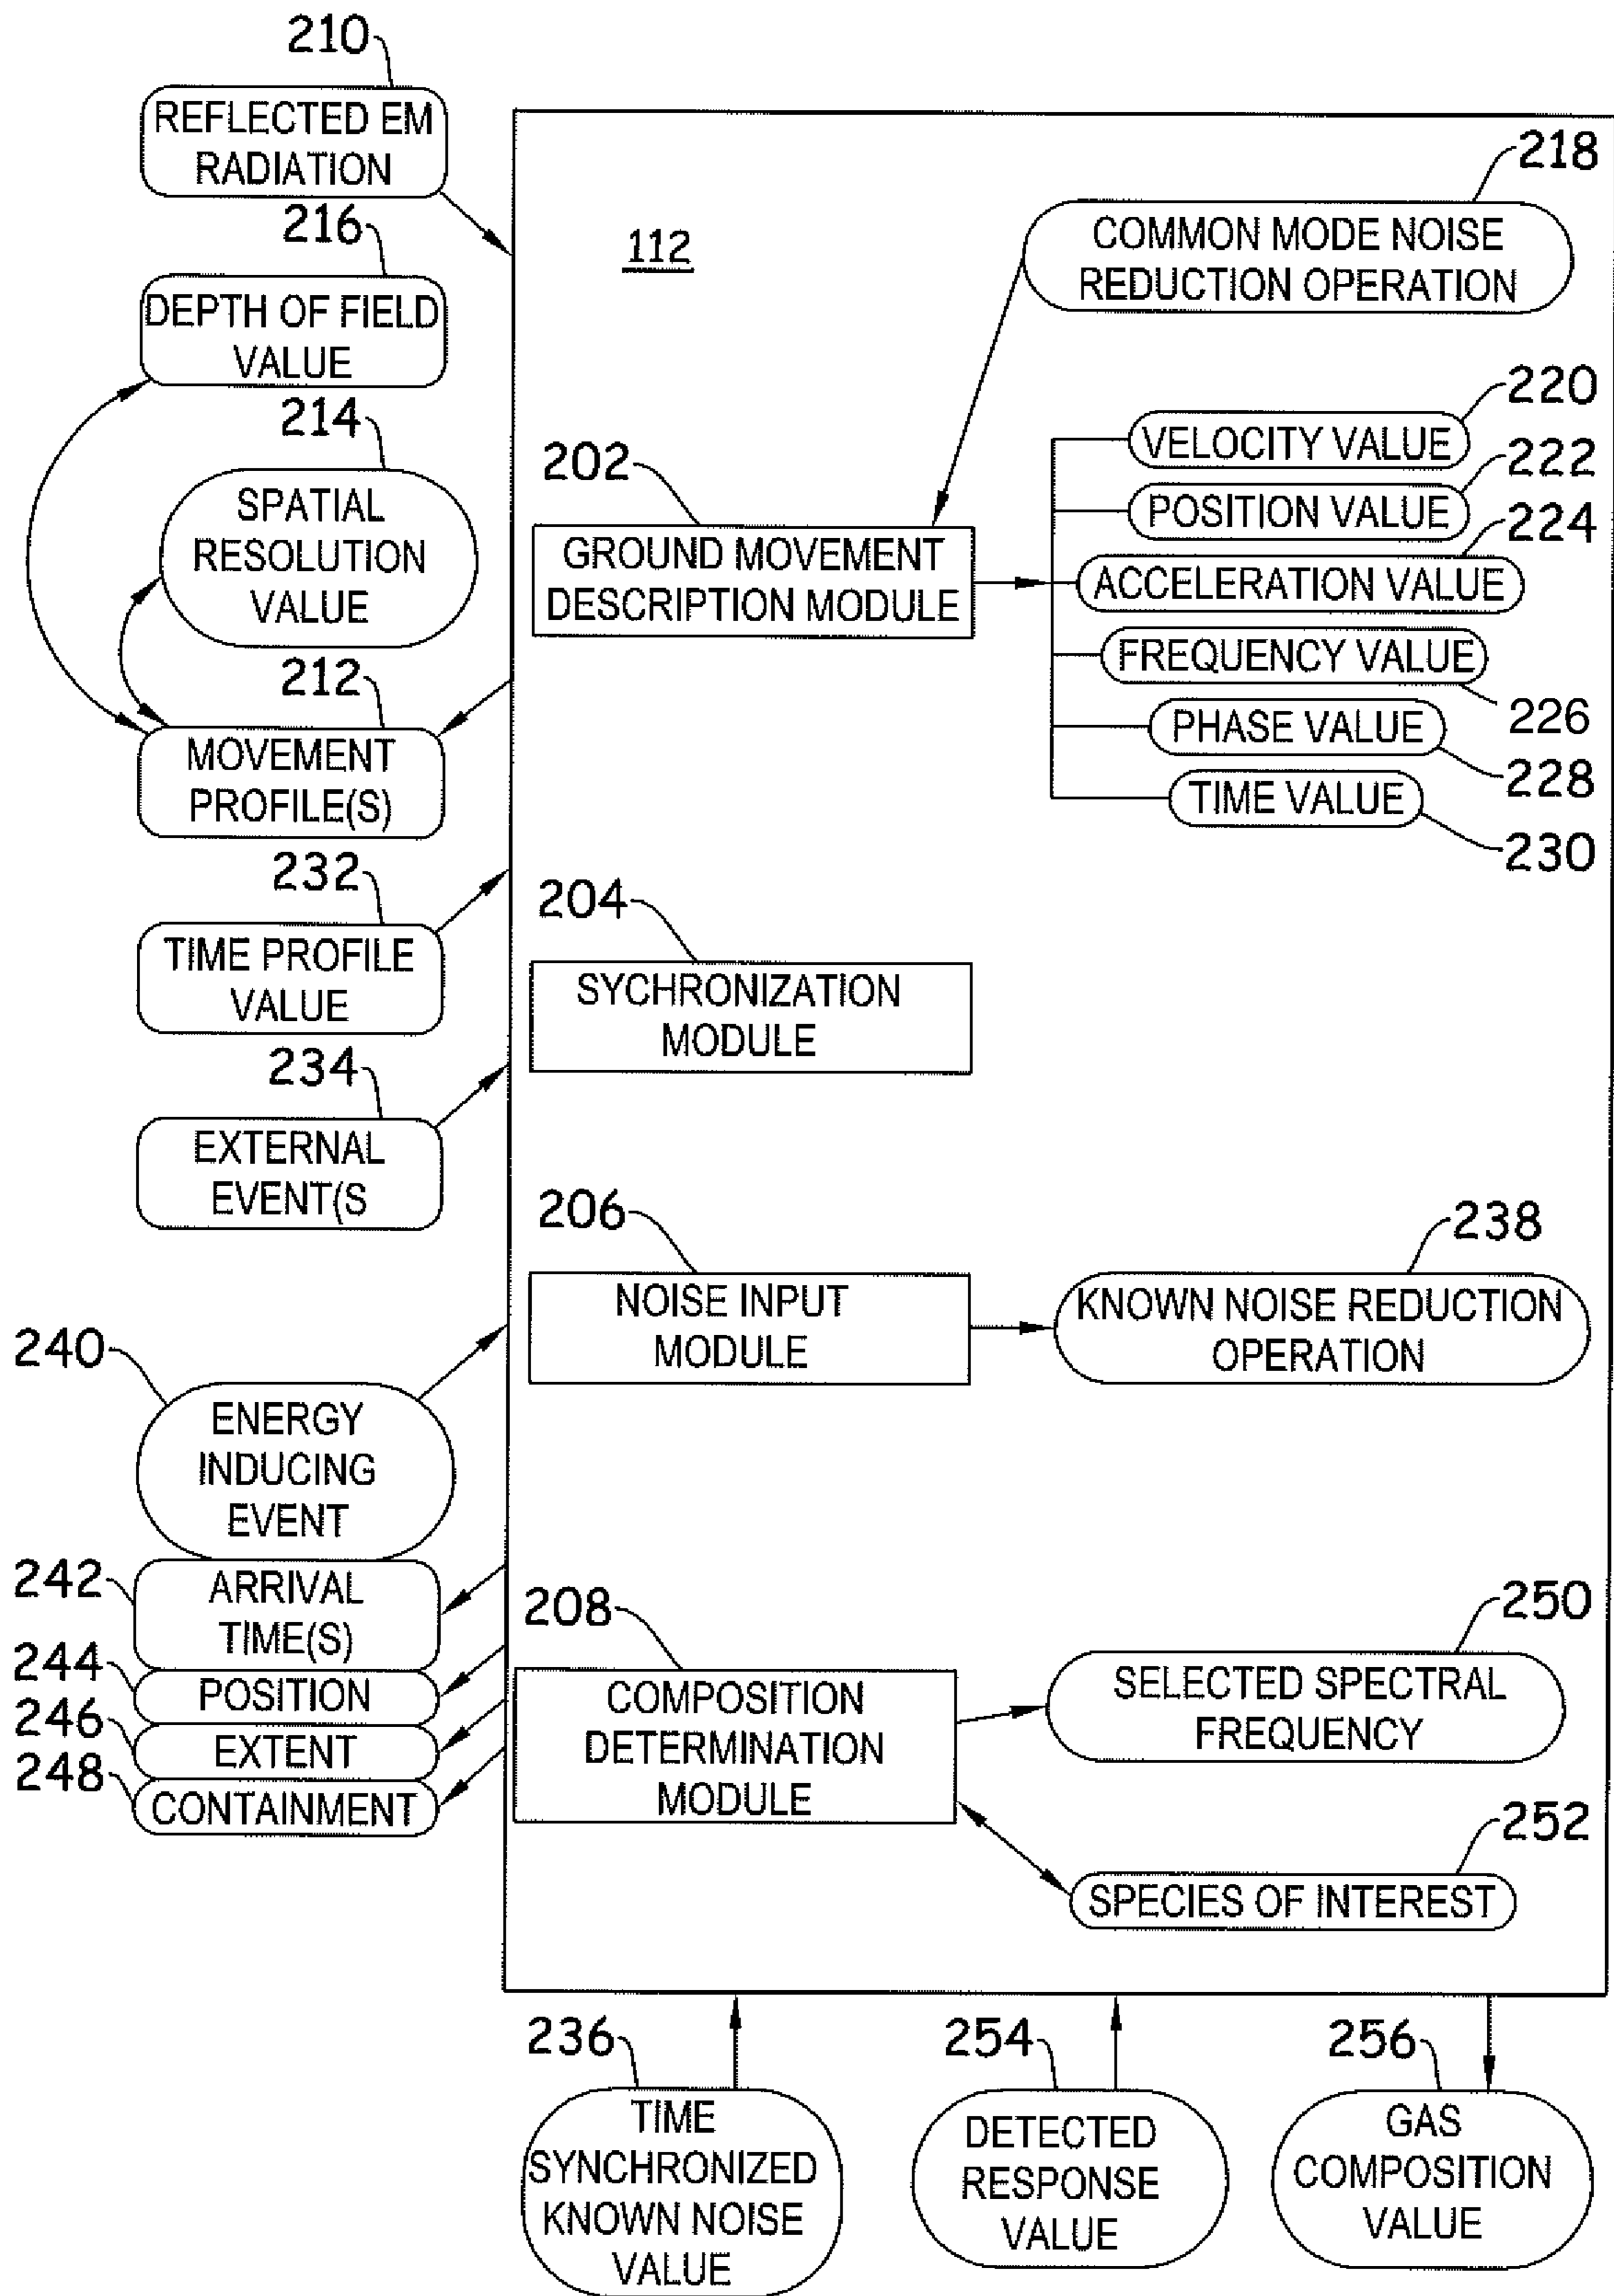 210
REFLECTED EM
RADIATION
216
DEPTH OF FIELD
VALUE
214
SPATIAL
RESOLUTION
VALUE
212
MOVEMENT
PROFILE(S)
232
TIME PROFILE
VALUE
234
EXTERNAL
EVENT(S
240
ENERGY
INDUCING
EVENT
242
ARRIVAL
TIME(S)
244
POSITION
246
EXTENT
248
CONTAINMENT
112
218
COMMON MODE NOISE
REDUCTION OPERATION
202
GROUND MOVEMENT
DESCRIPTION MODULE
220
VELOCITY VALUE
222
POSITION VALUE
224
ACCELERATION VALUE
FREQUENCY VALUE
226
PHASE VALUE
228
TIME VALUE
230
204
SYCHRONIZATION
MODULE
206
NOISE INPUT
MODULE
238
KNOWN NOISE REDUCTION
OPERATION
208
COMPOSITION
DETERMINATION
MODULE
250
SELECTED SPECTRAL
FREQUENCY
252
SPECIES OF INTEREST
236
TIME
SYNCHRONIZED
KNOWN NOISE
VALUE
254
DETECTED
RESPONSE
VALUE
256
GAS
COMPOSITION
VALUE